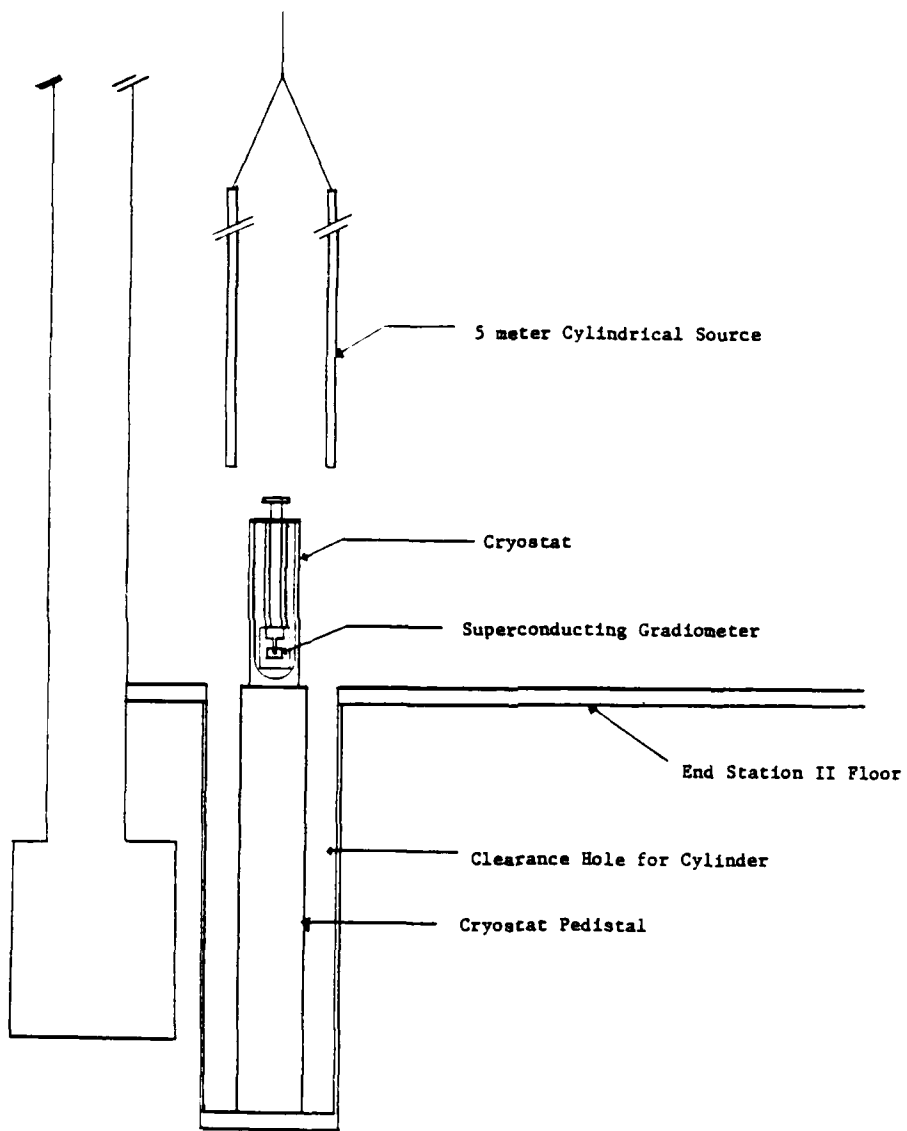 5 meter Cylindrical Source
Cryostat
Superconducting Gradiometer
End Station II Floor
Clearance Hole for Cylinder
Cryostat Pedistal